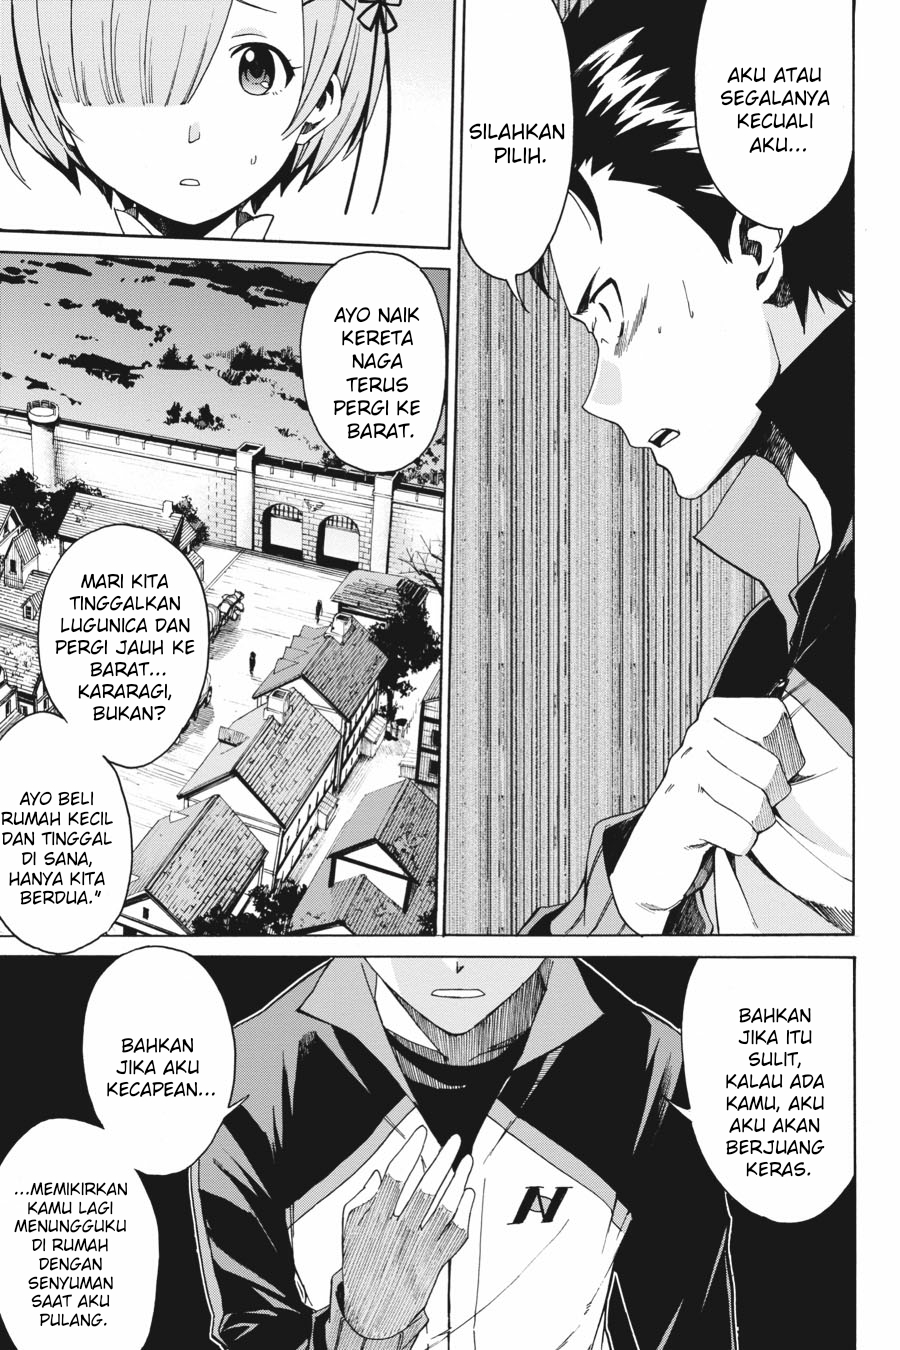 AKU ATAU
SEGALANYA
KECUALI
AKU...
SILAHKAN
PILIH.
AYO NAIK
KERETA
NAGA
TERUS
PERGI KE
BARAT.
MARI KITA
TINGGALKAN
LUGUNICA DAN
PERGI JAUH KE
BARAT...
KARARAGI,
BUKAN?
AYO BELI
RUMAH KECIL
DAN TINGGAL
DI SANA,
HANYA KITA
BERDUA."
BAHKAN
JIKA ITU
SULIT,
KALAU ADA
KAMU, AKU
AKU AKAN
BERJUANG
KERAS.
BAHKAN
JIKA AKU
KECAPEAN...
...MEMIKIRKAN
KAMU LAGI
MENUNGGUKU
DI RUMAH
DENGAN
SENYUMAN
SAAT AKU
PULANG.